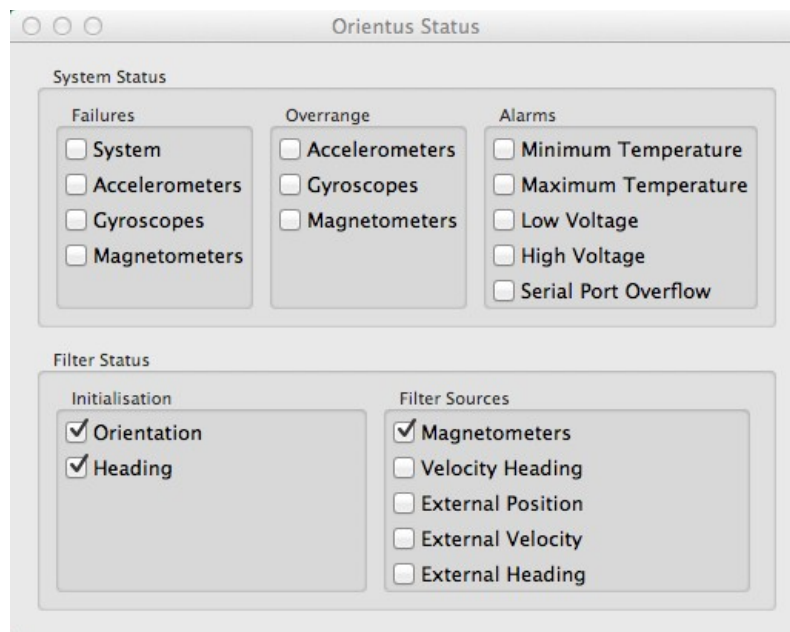 Orientus Status
System Status
Failures
System
Accelerometers
Gyroscopes
Magnetometers
Overrange
Accelerometers
Gyroscopes
Magnetometers
Alarms
Minimum Temperature
Maximum Temperature
Low Voltage
High Voltage
Serial Port Overflow
Filter Status
Initialisation
Orientation
Heading
Filter Sources
Magnetometers
Velocity Heading
External Position
External Velocity
External Heading